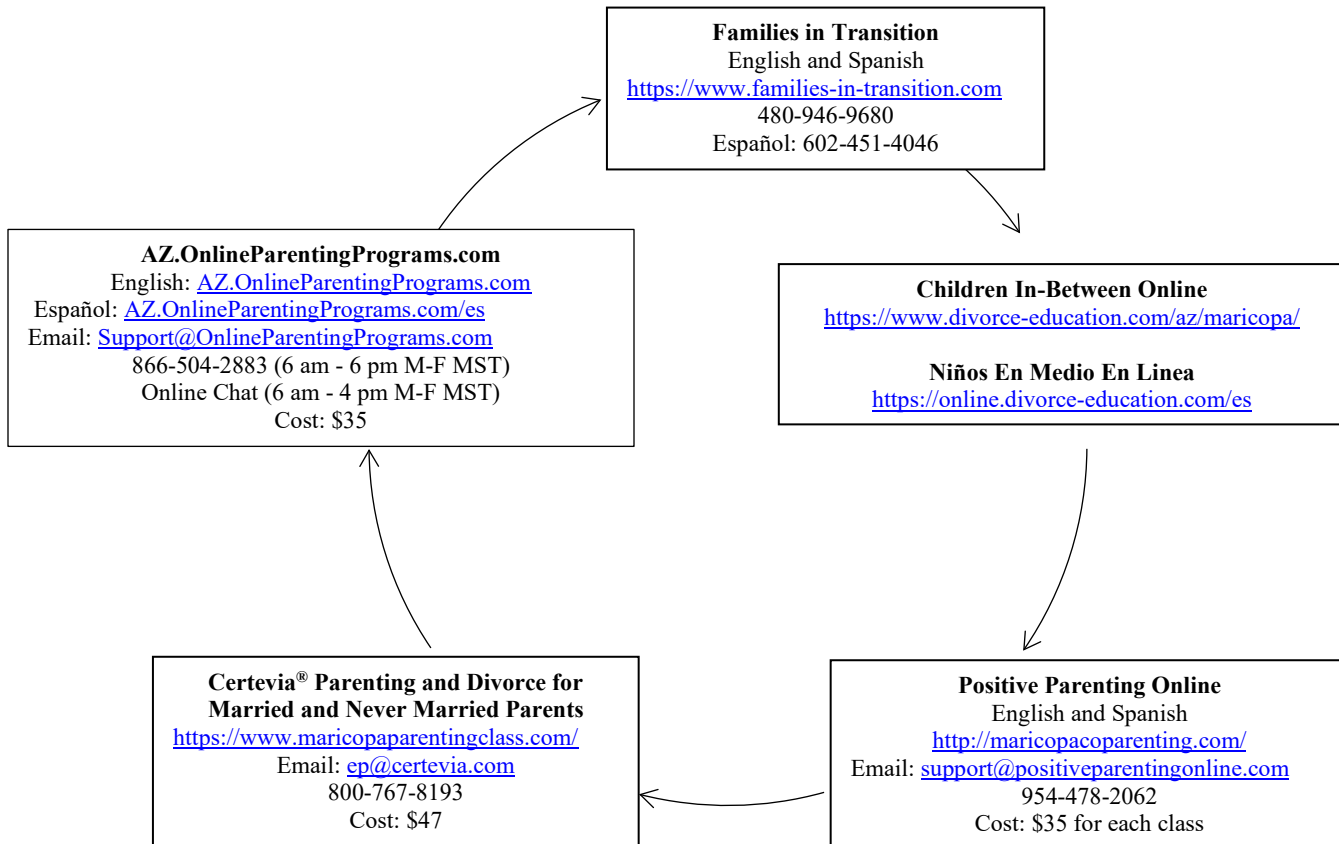 Families in Transition
English and Spanish
https://www.families-in-transition.com
480-946-9680
Español: 602-451-4046
AZ.OnlineParentingPrograms.com
English: AZ.OnlineParentingPrograms.com
Español: AZ.OnlineParentingPrograms.com/es
Email: Support@OnlineParentingPrograms.com
866-504-2883 (6 am - 6 pm M-F MST)
Online Chat (6 am - 4 pm M-F MST)
Cost: $35
Children In-Between Online
https://www.divorce-education.com/az/maricopa/
Niños En Medio En Linea
https://online.divorce-education.com/es
Certevia® Parenting and Divorce for
Married and Never Married Parents
https://www.maricopaparentingclass.com/
Email: ep@certevia.com
800-767-8193
Cost: $47
Positive Parenting Online
English and Spanish
http://maricopacoparenting.com/
Email: support@positiveparentingonline.com
954-478-2062
Cost: $35 for each class